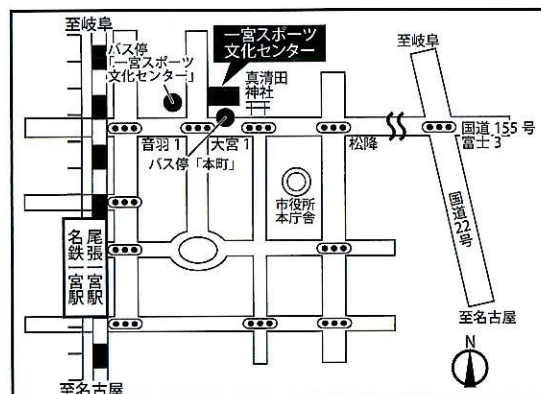 至岐阜
バス停
「一宮スポーツ
文化センター」
一宮スポーツ
文化センター
真清田
神社
至岐阜
音羽1
大宮1
バス停「本町」
松降
国道155号
富士3
市役所
本庁舎
国道22号
名鉄一宮駅
尾張一宮駅
至名古屋
至名古屋
N